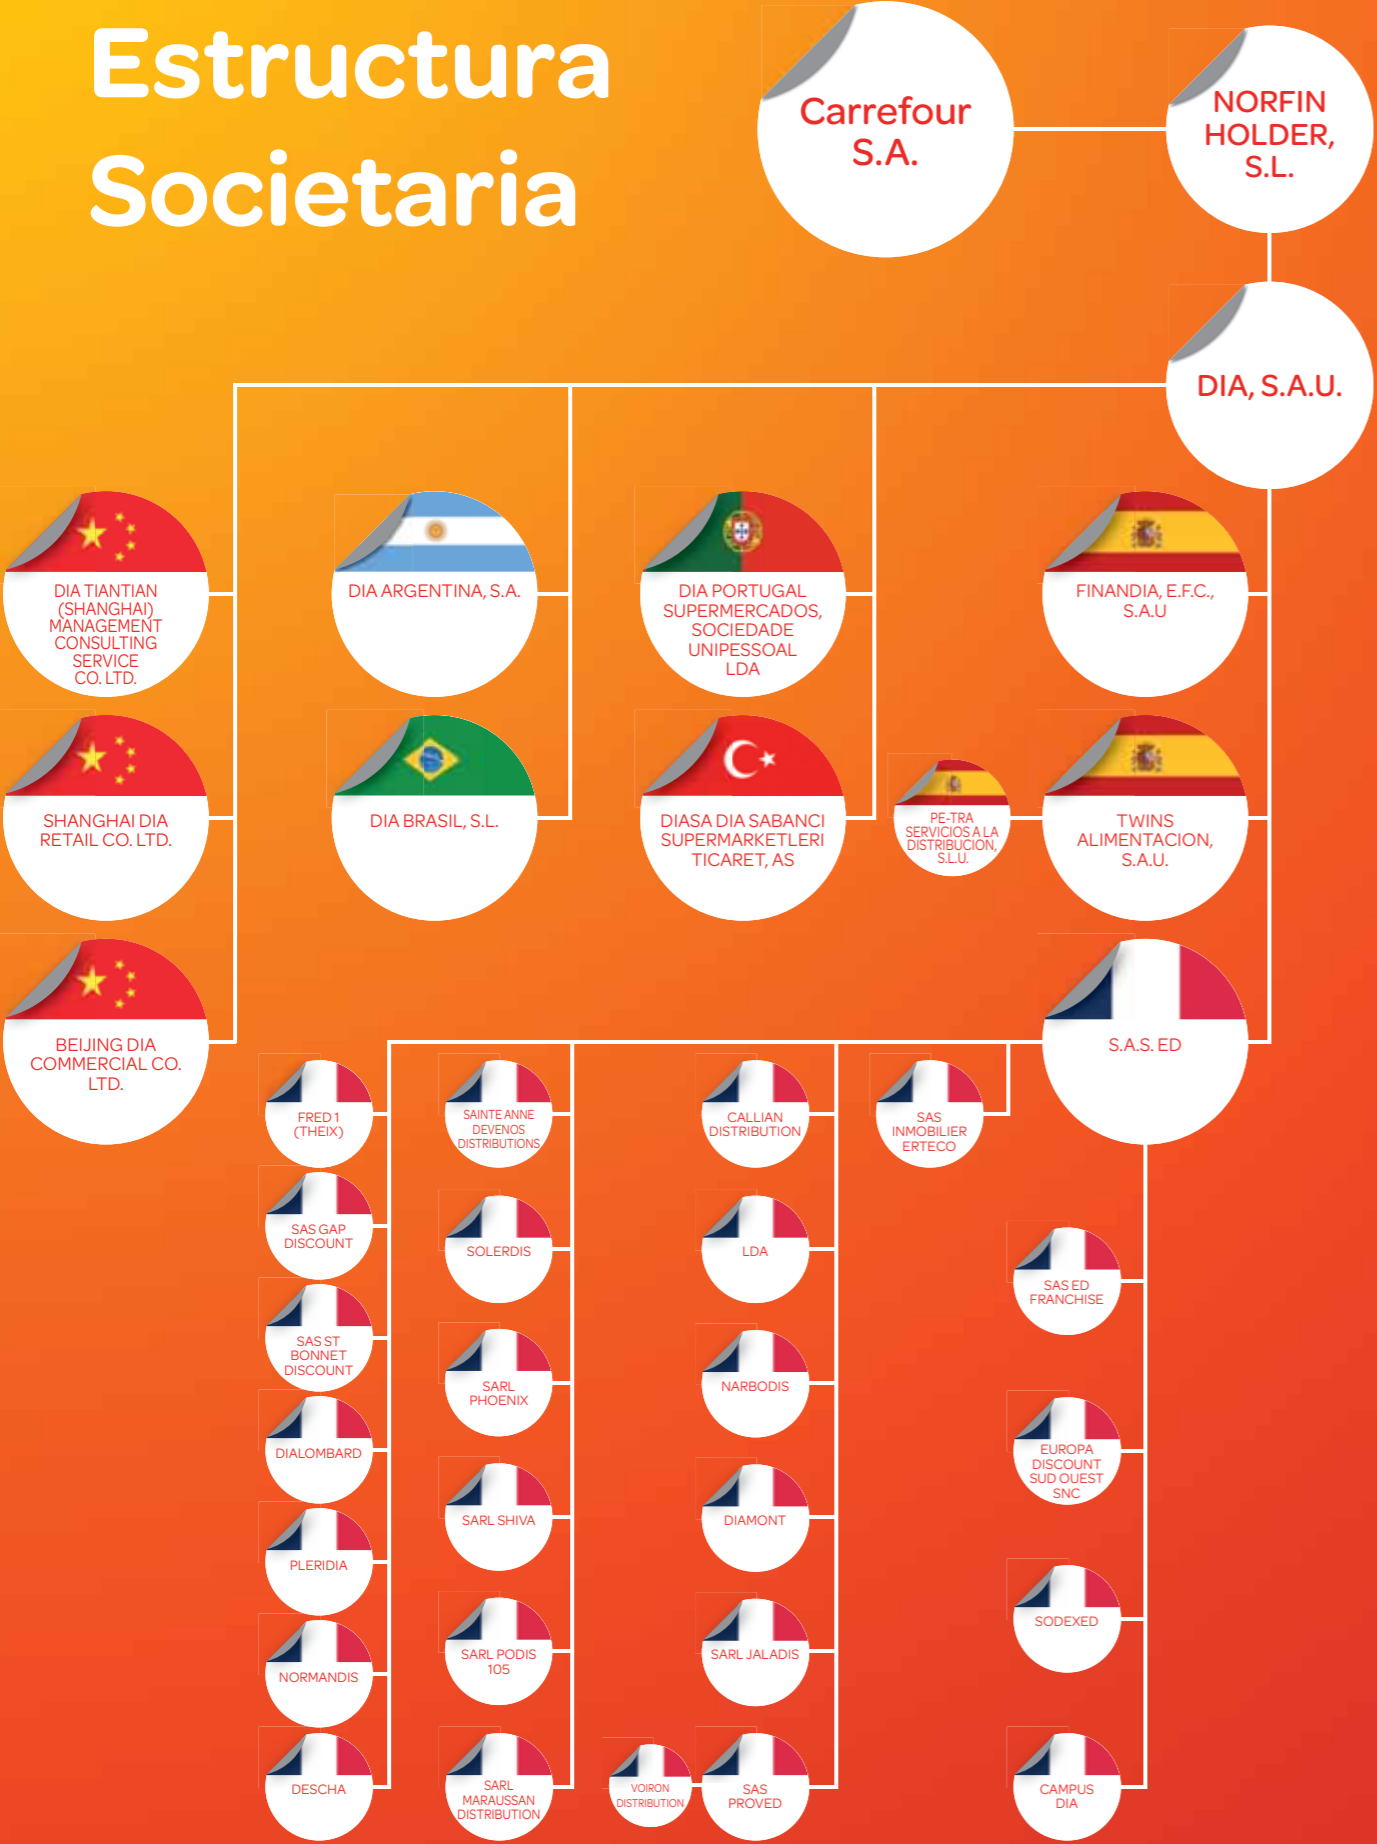 Estructura
Societaria
Carrefour
S.A.
NORFIN
HOLDER,
S.L.
DIA, S.A.U.
DIA TIANTIAN
(SHANGHAI)
MANAGEMENT
CONSULTING
SERVICE
CO. LTD.
DIA ARGENTINA, S.A.
DIA PORTUGAL
SUPERMERCADOS,
SOCIEDADE
UNIPESSOAL
LDA
FINANDIA, E.F.C.,
S.A.U
SHANGHAI DIA
RETAIL CO. LTD.
DIA BRASIL, S.L.
DIASA DIA SABANCI
SUPERMARKETLERI
TICARET, AS
PE-TRA
SERVICIOS A LA
DISTRIBUCION,
S.L.U.
TWINS
ALIMENTACION,
S.A.U.
BEIJING DIA
COMMERCIAL CO.
LTD.
S.A.S. ED
FRED 1
(THEIX)
SAINTE ANNE
DEVENOS
DISTRIBUTIONS
CALLIAN
DISTRIBUTION
SAS
INMOBILIER
ERTECO
SAS GAP
DISCOUNT
SOLERDIS
LDA
SAS ED
FRANCHISE
SAS ST
BONNET
DISCOUNT
SARL
PHOENIX
NARBODIS
DIALOMBARD
EUROPA
DISCOUNT
SUD OUEST
SNC
SARL SHIVA
DIAMONT
PLERIDIA
SODEXED
NORMANDIS
SARL PODIS
105
SARL JALADIS
DESCHA
SARL
MARAUSSAN
DISTRIBUTION
VOIRON
DISTRIBUTION
SAS
PROVED
CAMPUS
DIA